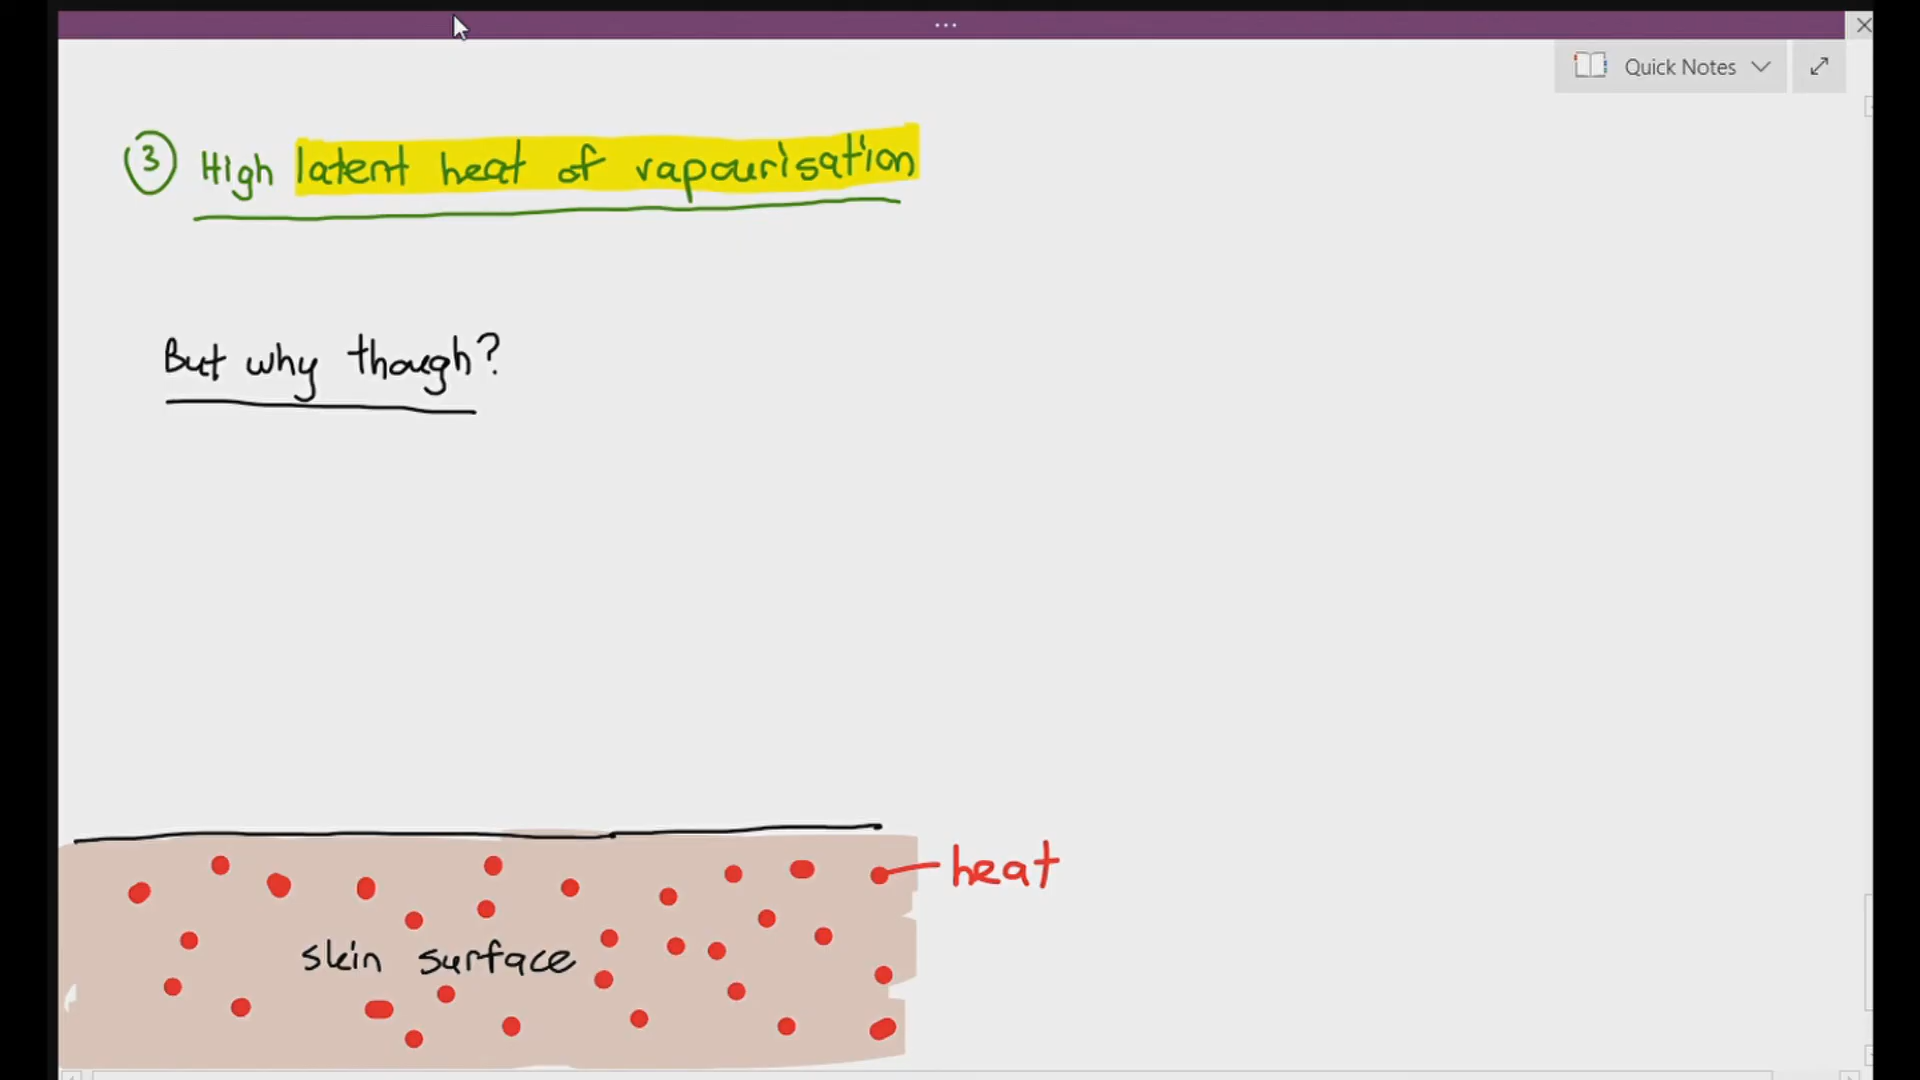 Quick Notes
3 High latent heat of vapourisation
But why though?
heat
skin surface